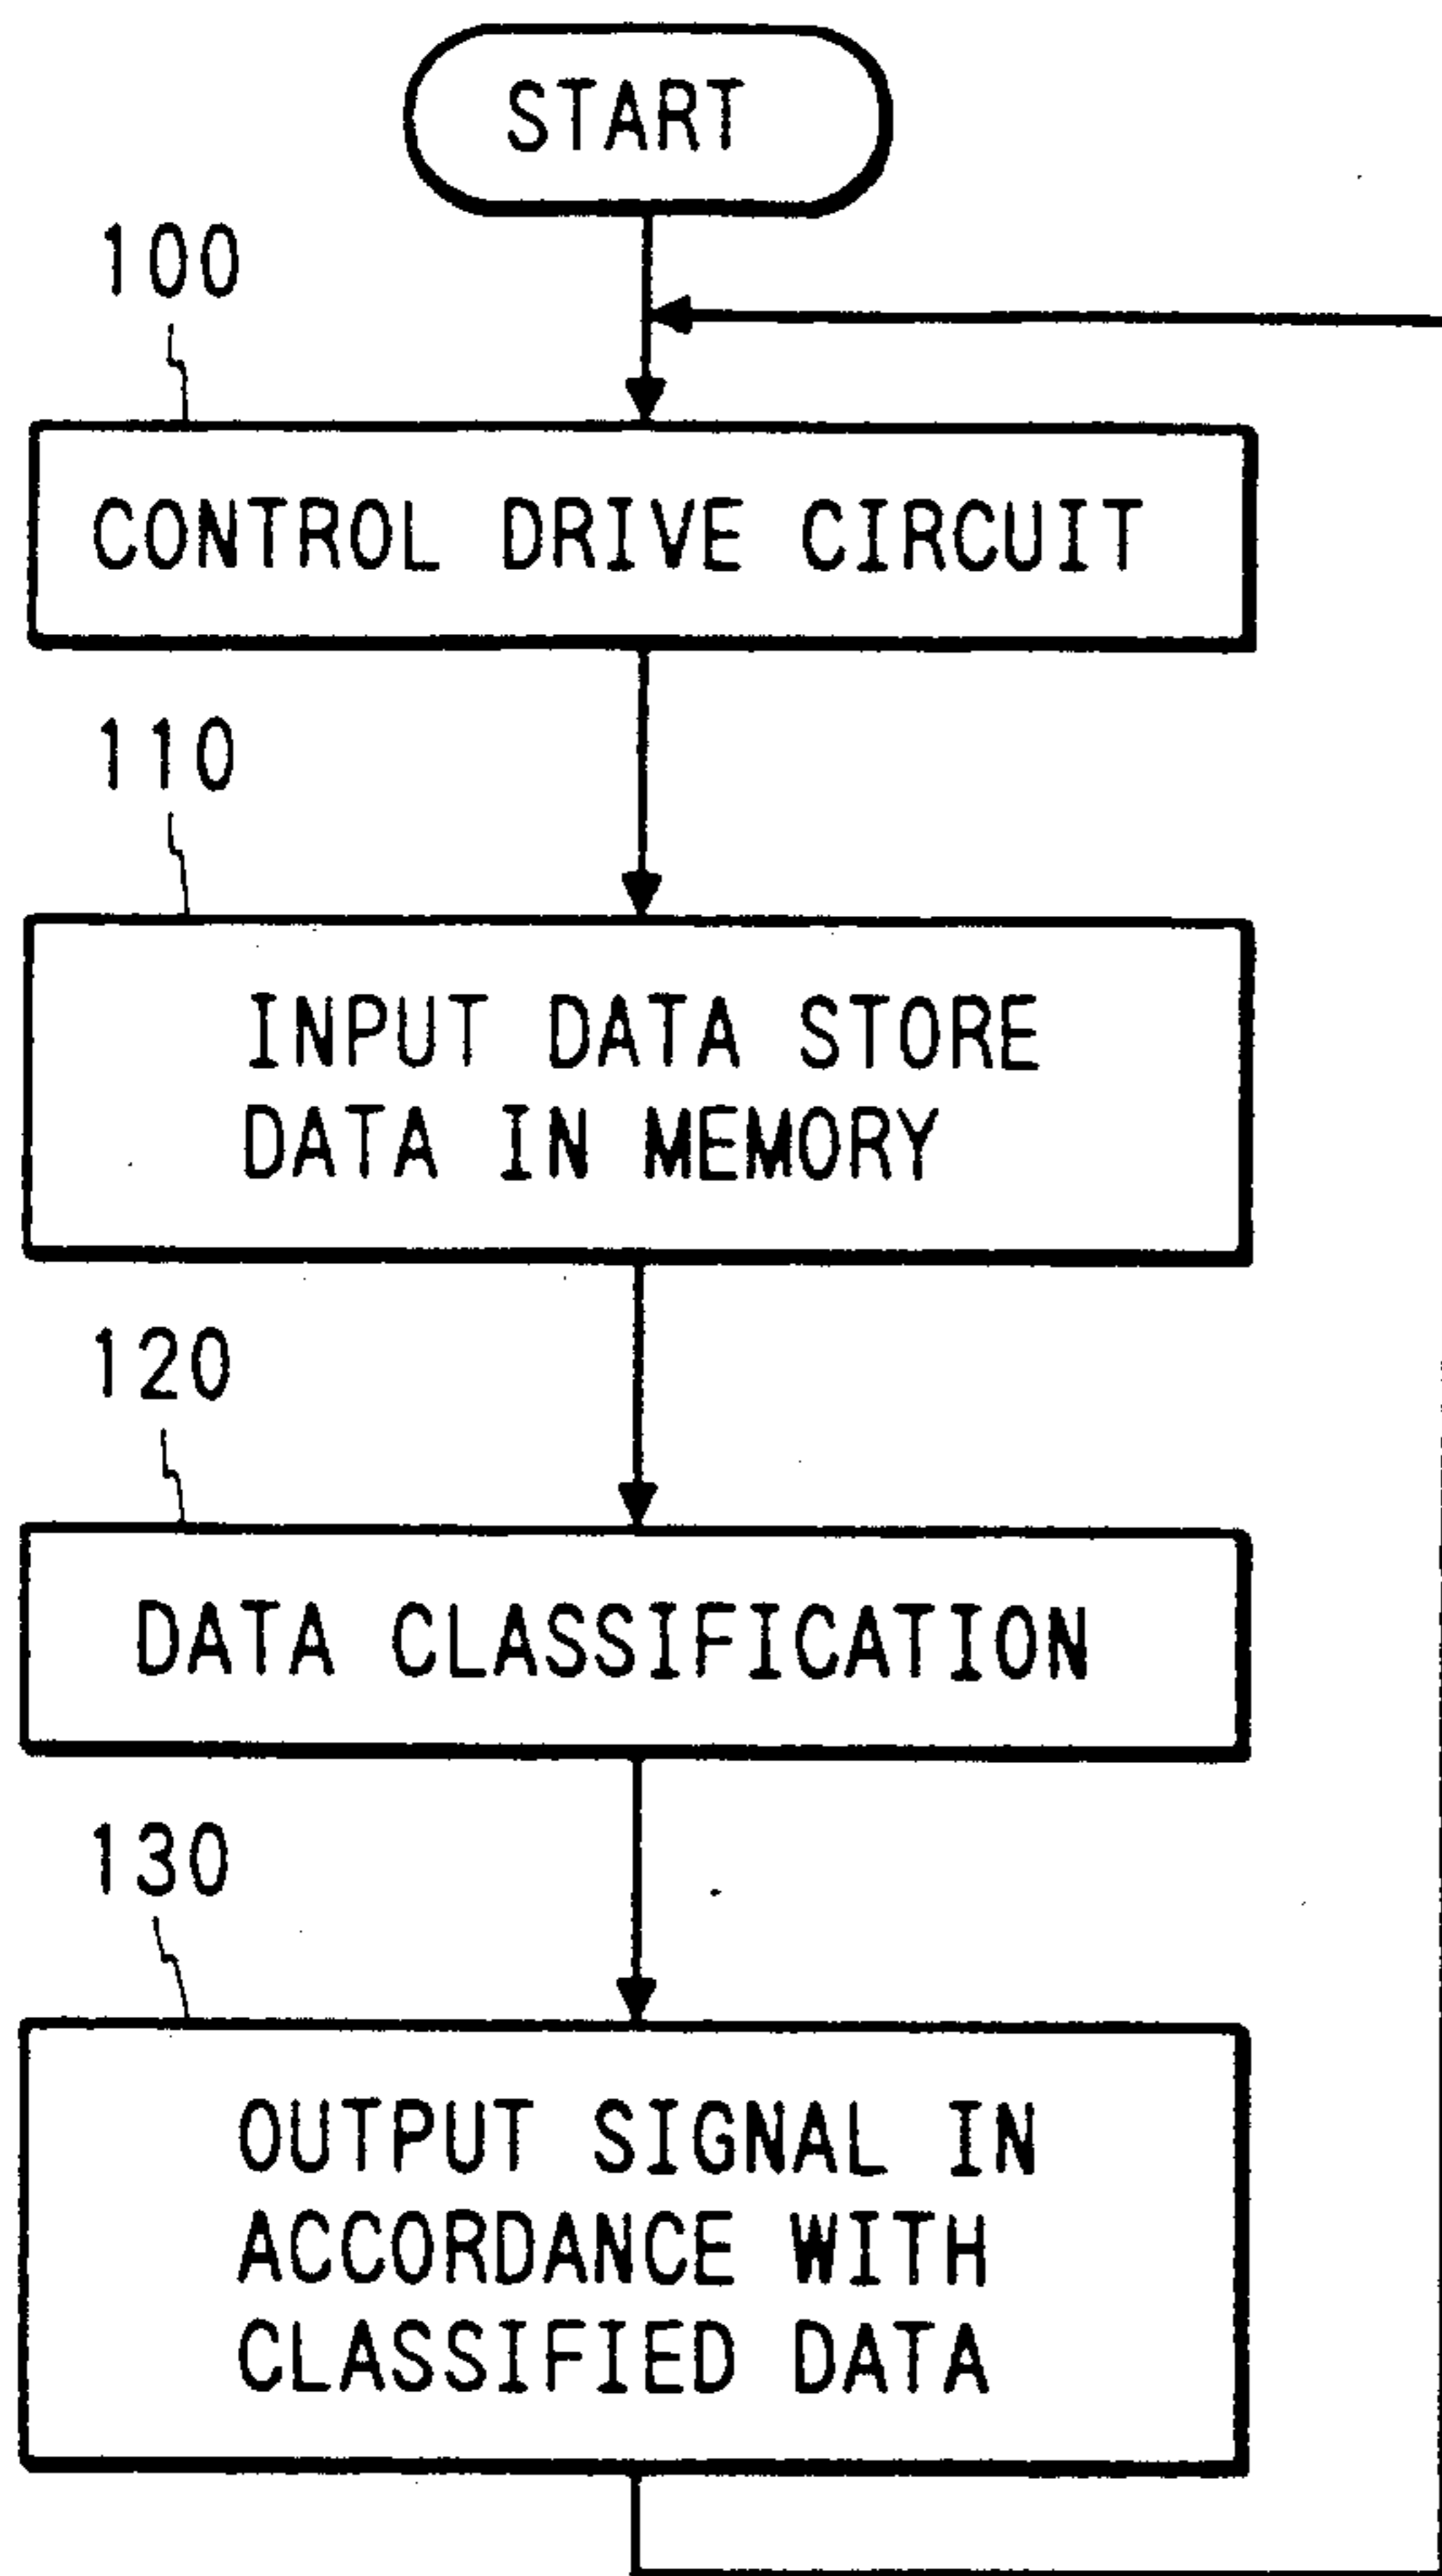 START
100
CONTROL DRIVE CIRCUIT
110
INPUT DATA STORE
DATA IN MEMORY
120
DATA CLASSIFICATION
130
OUTPUT SIGNAL IN
ACCORDANCE WITH
CLASSIFIED DATA